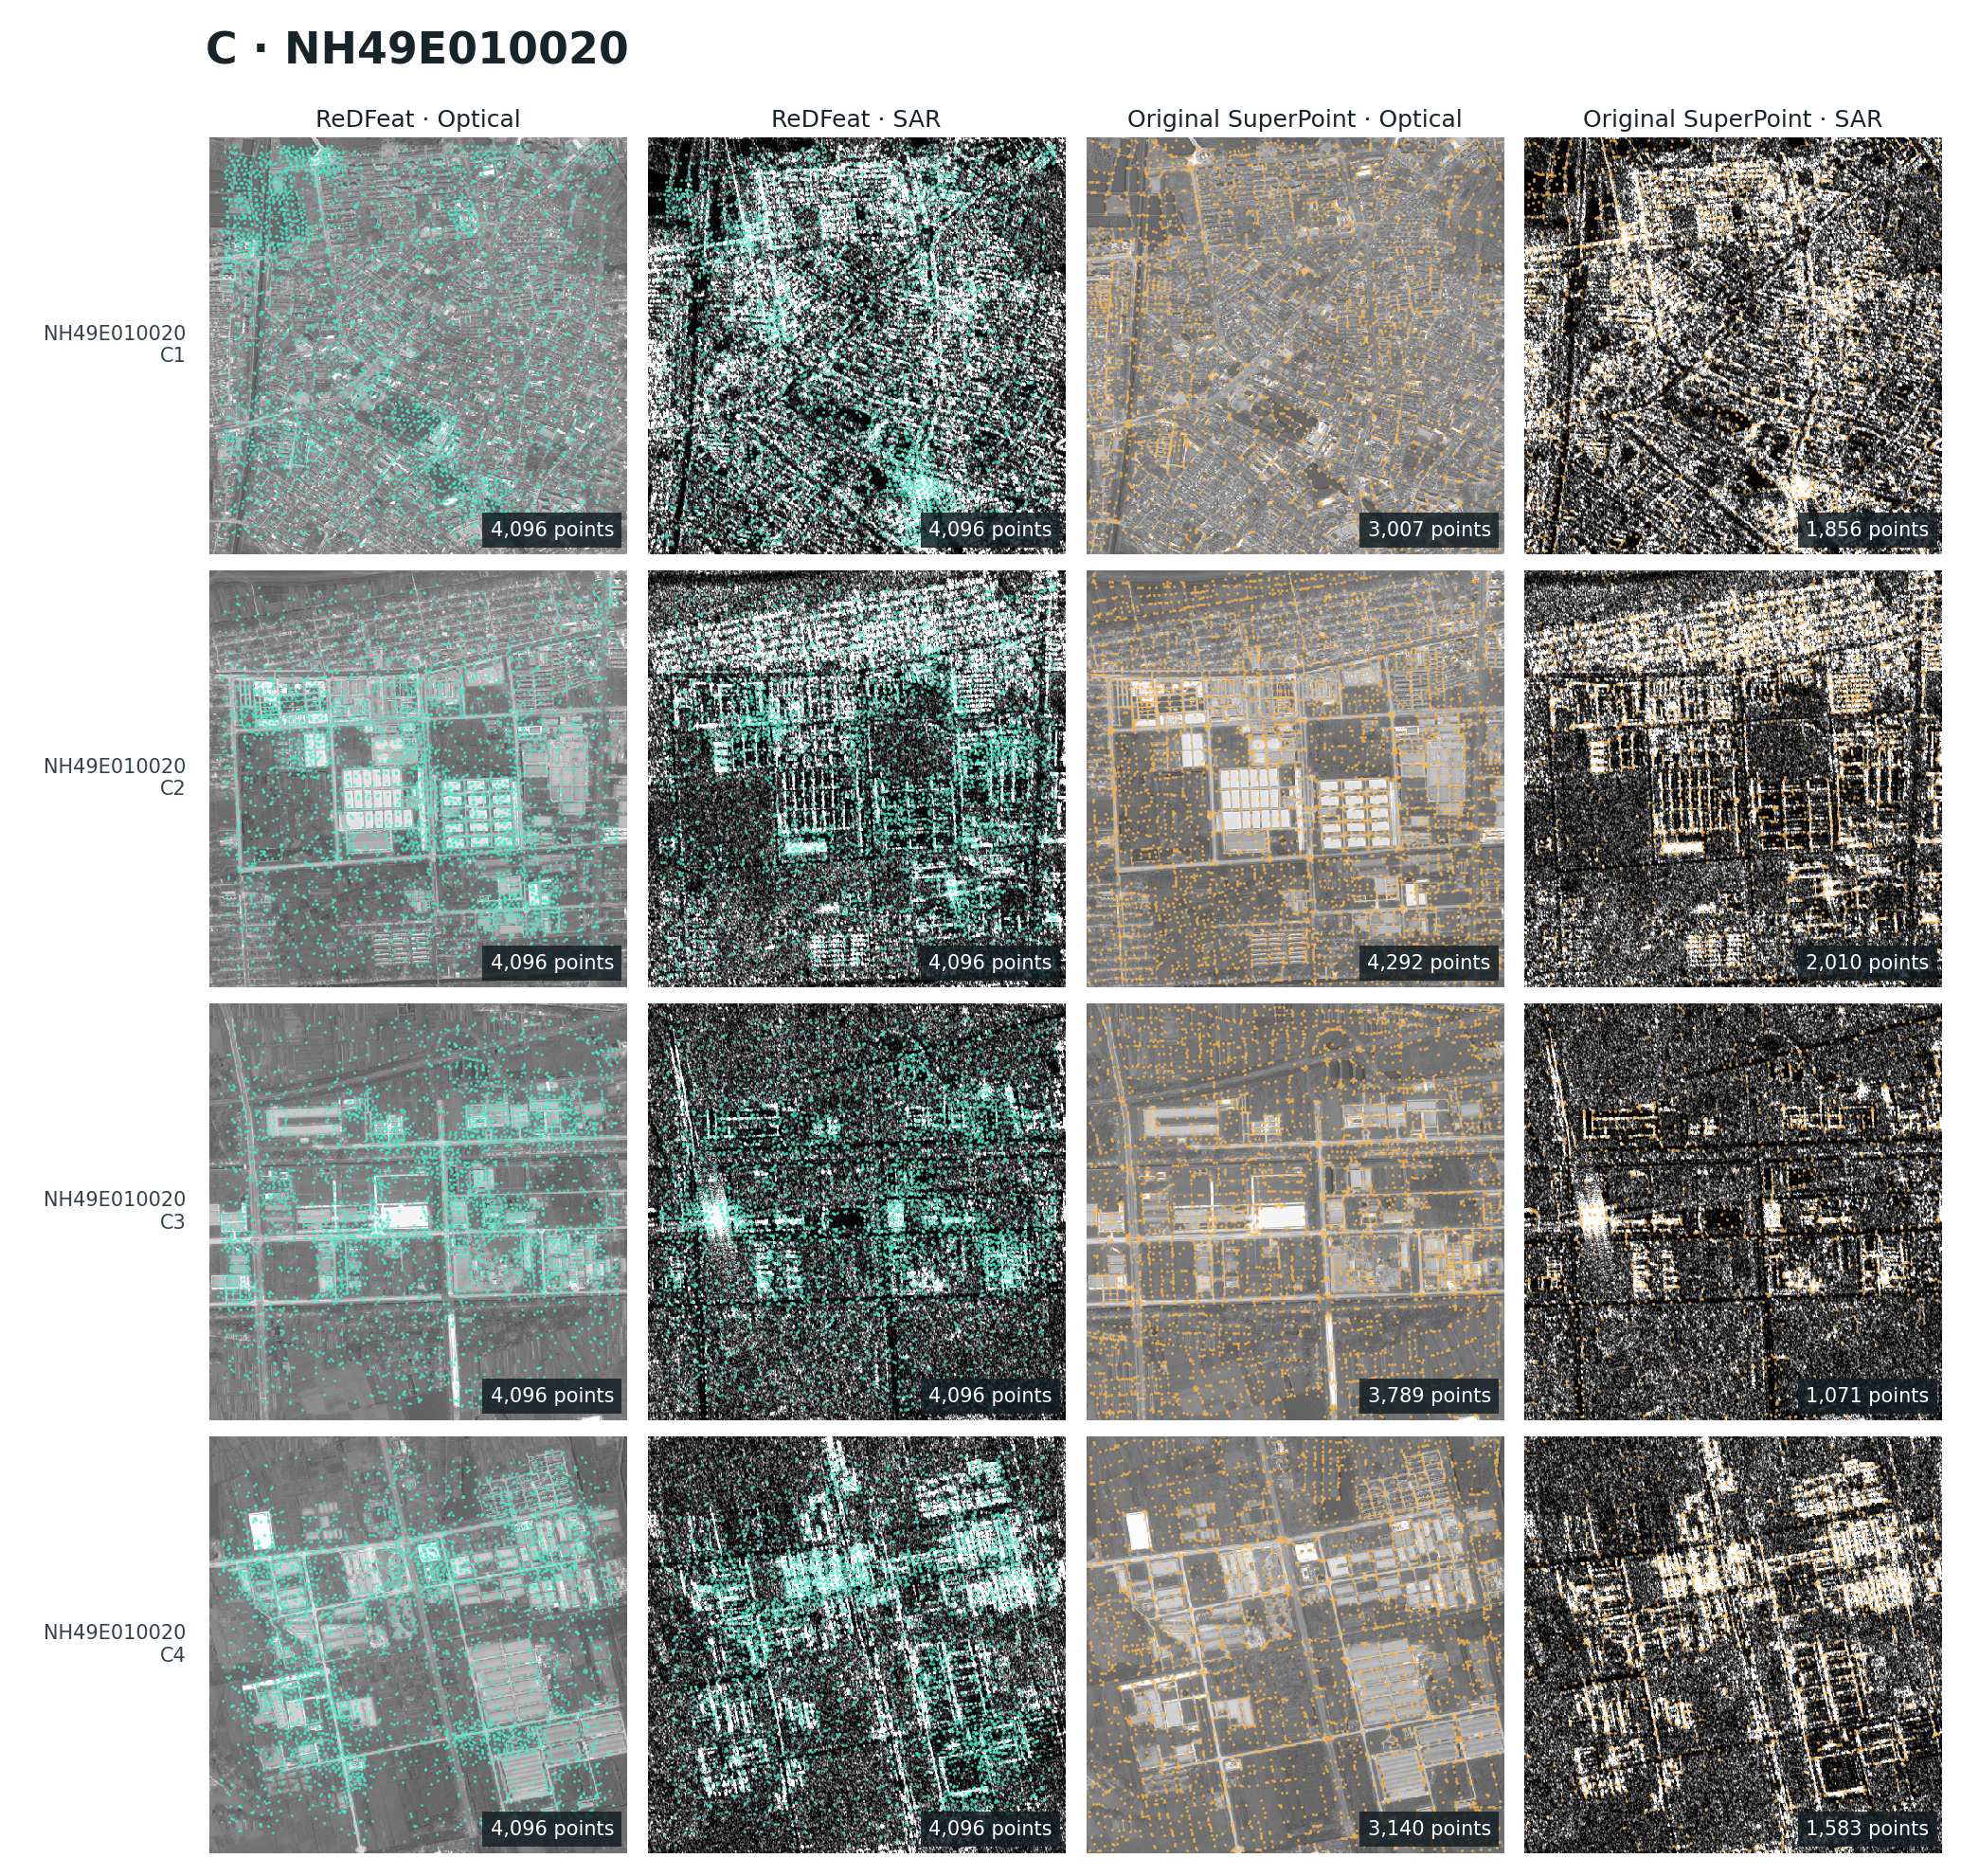 C · NH49E010020
ReDFeat · Optical
ReDFeat · SAR
Original SuperPoint · Optical
Original SuperPoint · SAR
NH49E010020
C1
4,096 points
4,096 points
3,007 points
1,856 points
NH49E010020
C2
4,096 points
4,096 points
4,292 points
2,010 points
NH49E010020
C3
4,096 points
4,096 points
3,789 points
1,071 points
NH49E010020
C4
4,096 points
4,096 points
3,140 points
1,583 points